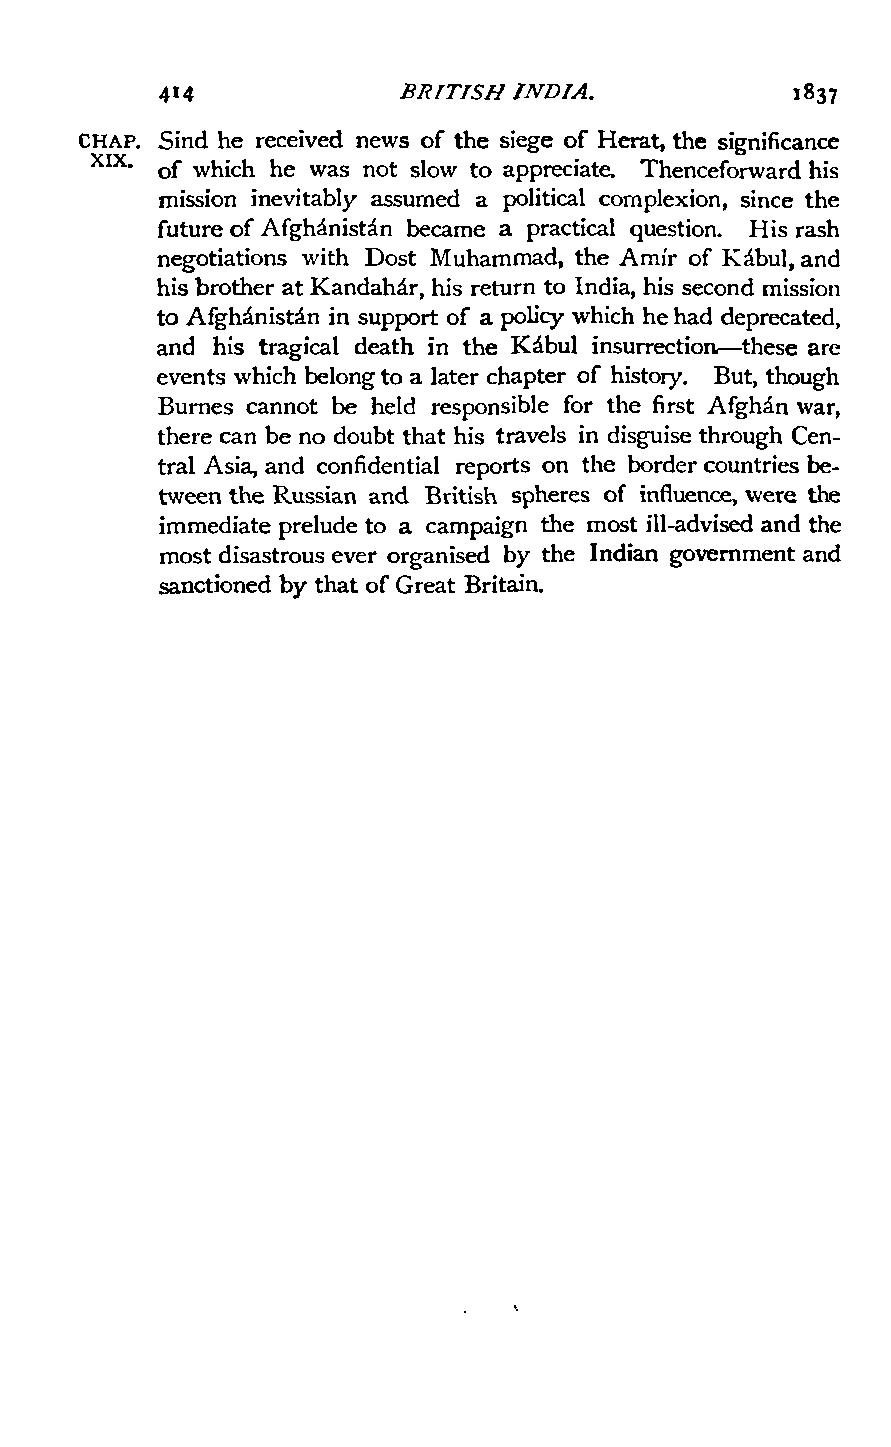 414 BRITISH INDIA. 1837
CHAP. XIX.
Sind he received news of the siege of Herat, the significance
of which he was not slow to appreciate. Thenceforward his
mission inevitably assumed a political complexion, since the
future of Afghánistán became a practical question. His rash
negotiations with Dost Muhammad, the Amír of Kábul, and
his brother at Kandahár, his return to India, his second mission
to Afghánistán in support of a policy which he had deprecated,
and his tragical death in the Kábul insurrection—these are
events which belong to a later chapter of history. But, though
Burnes cannot be held responsible for the first Afghán war,
there can be no doubt that his travels in disguise through Cen-
tral Asia, and confidential reports on the border countries be-
tween the Russian and British spheres of influence, were the
immediate prelude to a campaign the most ill-advised and the
most disastrous ever organised by the Indian government and
sanctioned by that of Great Britain.